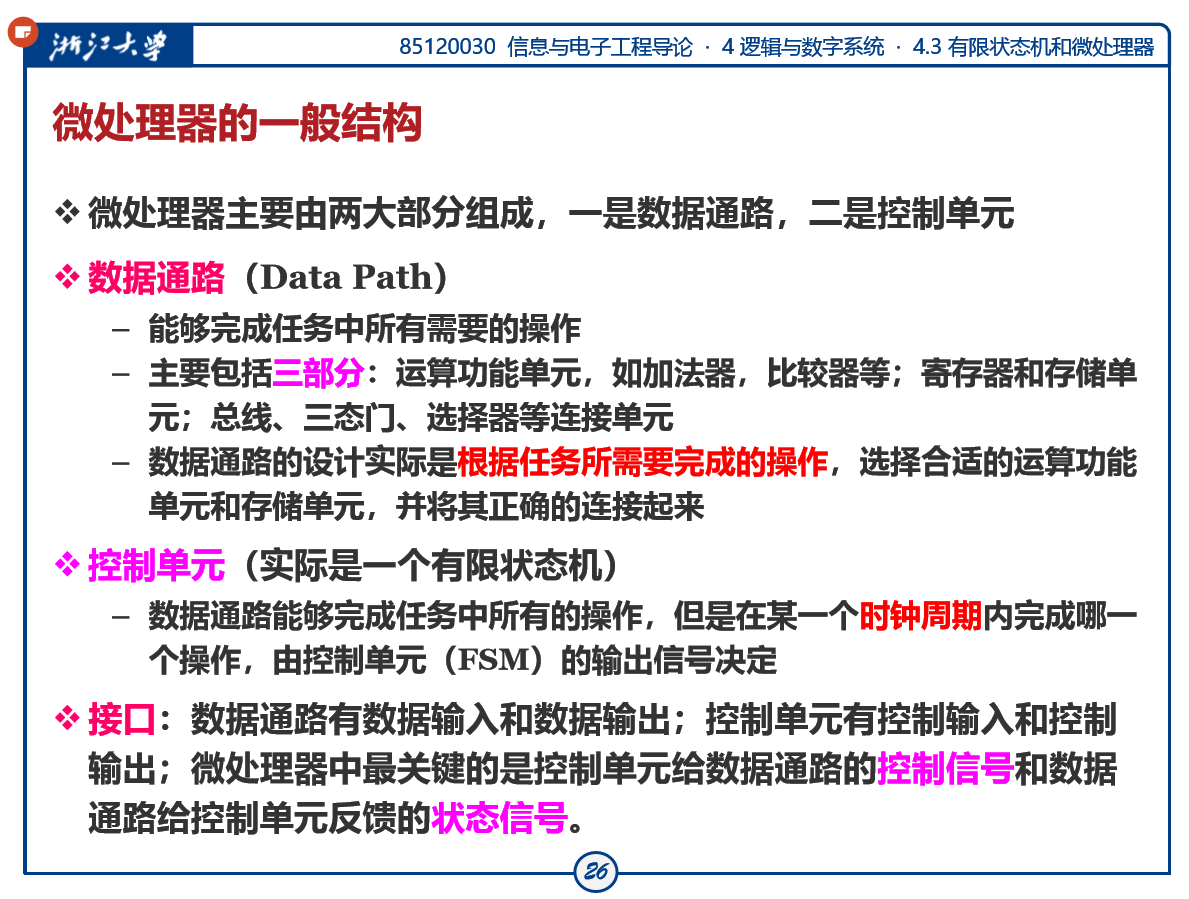 浙江大学
85120030 信息与电子工程导论 · 4 逻辑与数字系统 · 4.3 有限状态机和微处理器
微处理器的一般结构
❖ 微处理器主要由两大部分组成，一是数据通路，二是控制单元
❖ 数据通路（Data Path）
– 能够完成任务中所有需要的操作
– 主要包括三部分：运算功能单元，如加法器，比较器等；寄存器和存储单
元；总线、三态门、选择器等连接单元
– 数据通路的设计实际是根据任务所需要完成的操作，选择合适的运算功能
单元和存储单元，并将其正确的连接起来
❖ 控制单元（实际是一个有限状态机）
– 数据通路能够完成任务中所有的操作，但是在某一个时钟周期内完成哪一
个操作，由控制单元（FSM）的输出信号决定
❖ 接口：数据通路有数据输入和数据输出；控制单元有控制输入和控制
输出；微处理器中最关键的是控制单元给数据通路的控制信号和数据
通路给控制单元反馈的状态信号。
26